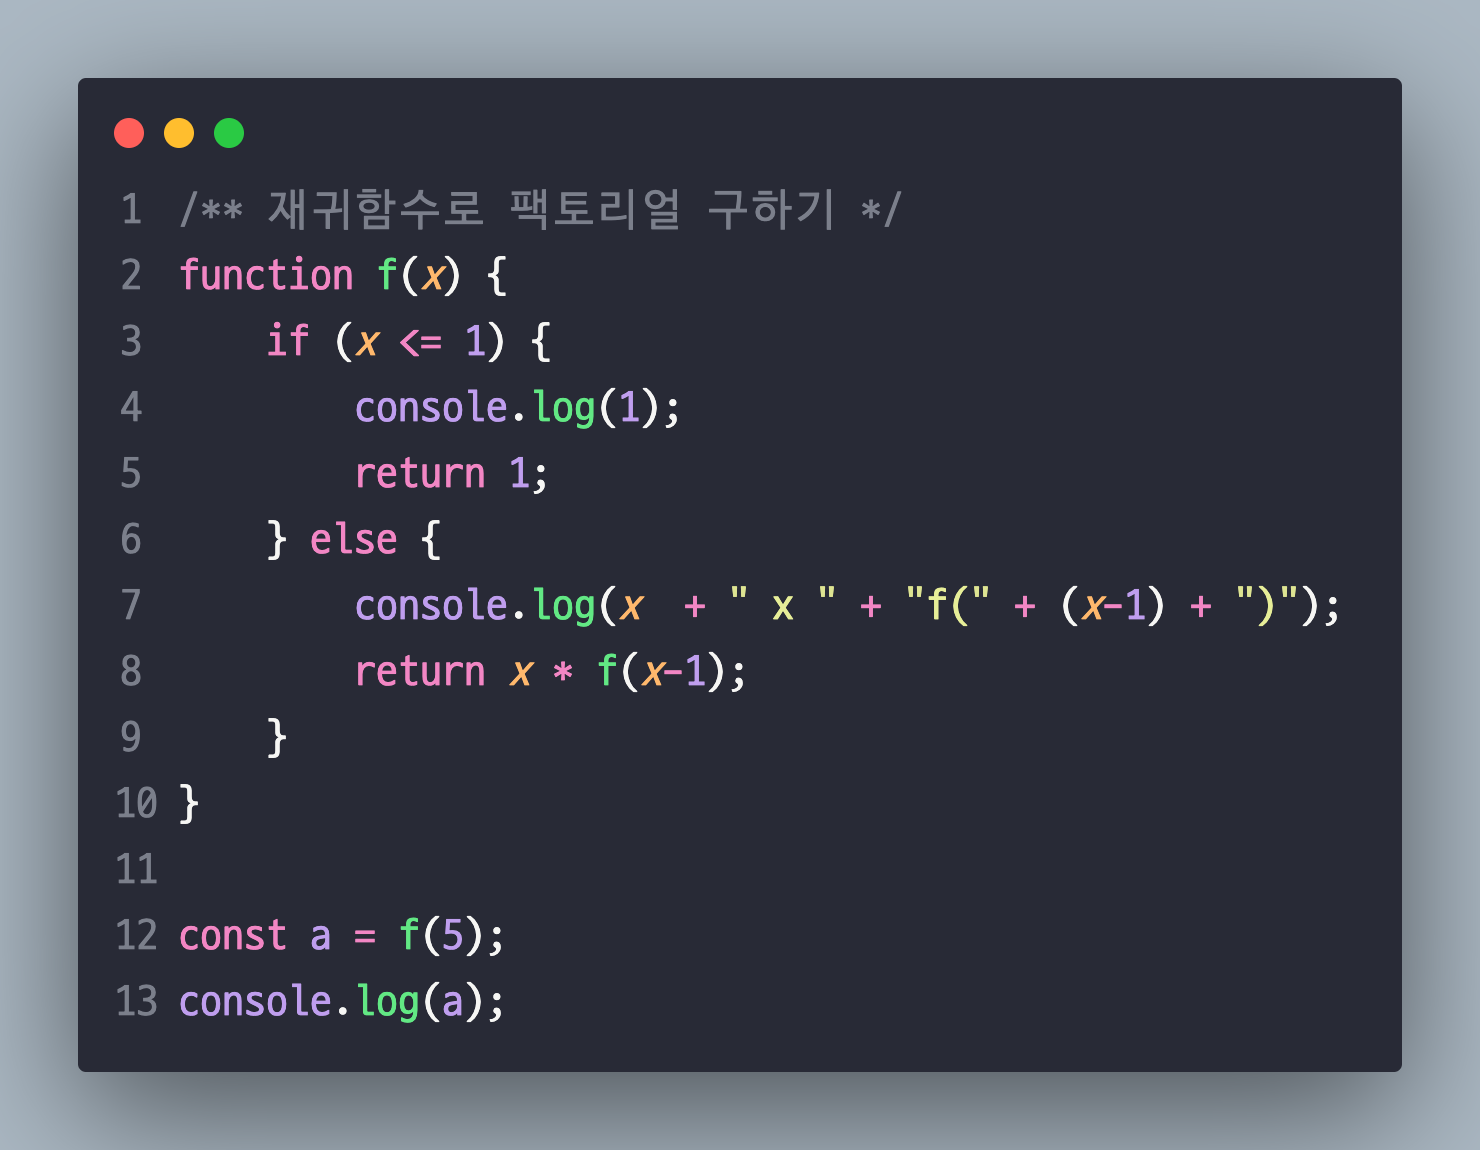 1 /** 재귀함수로 팩토리얼 구하기 */
2 function f(x) {
3     if (x <= 1) {
4         console.log(1);
5         return 1;
6     } else {
7         console.log(x  + " x " + "f(" + (x-1) + ")");
8         return x * f(x-1);
9     }
10 }
11
12 const a = f(5);
13 console.log(a);